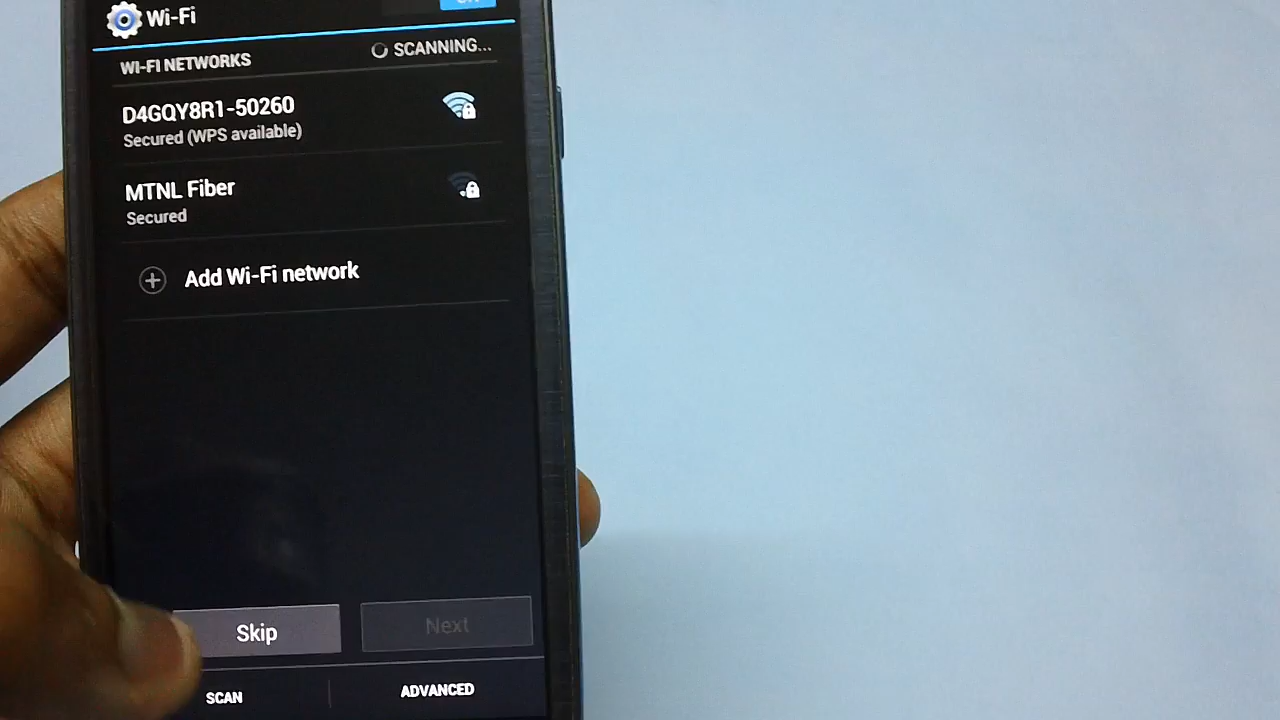 Wi-Fi
WI-FI NETWORKS
SCANNING...
D4GQY8R1-50260
Secured (WPS available)
MTNL Fiber
Secured
Add Wi-Fi network
Skip
Next
SCAN
ADVANCED